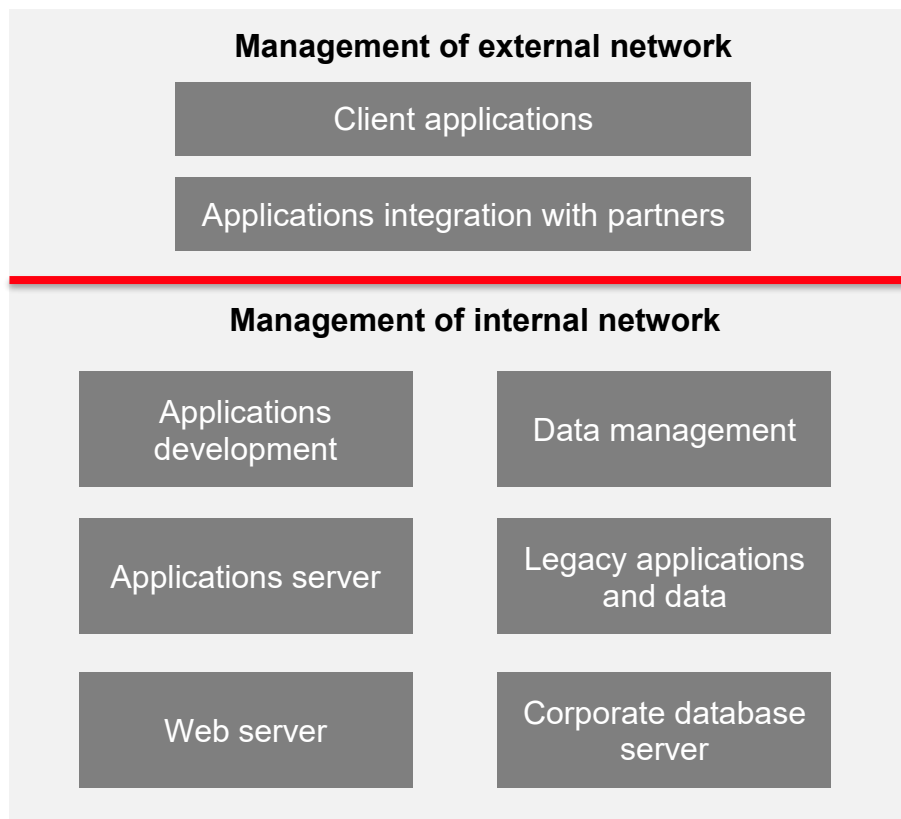 Management of external network
Client applications
Applications integration with partners
Management of internal network
Applications
development
Data management
Applications server
Legacy applications
and data
Web server
Corporate database
server